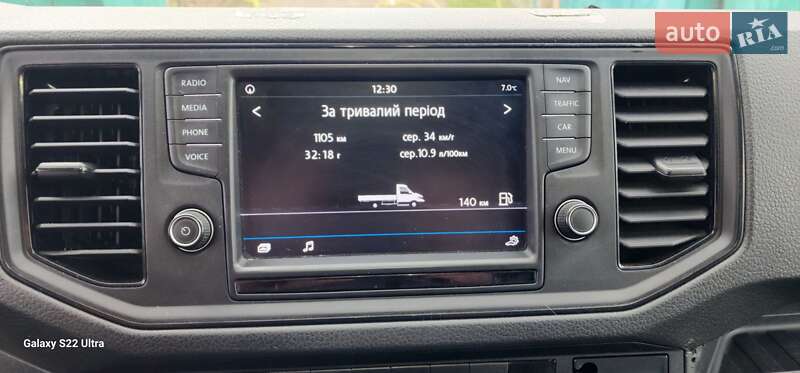 auto RIA .com
RADIO
MEDIA
PHONE
VOICE
12:30
7.0°C
< За тривалий період >
1105 км сер. 34 км/г
32:18 г сер.10.9 л/100км
140 км
NAV
TRAFFIC
CAR
MENU
Galaxy S22 Ultra